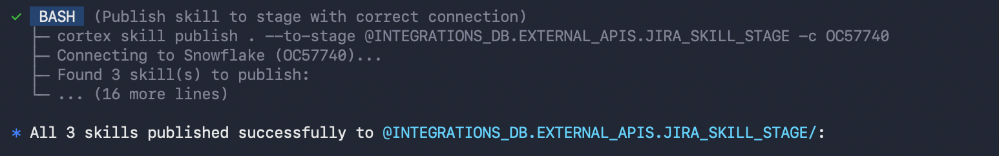 ✓ BASH (Publish skill to stage with correct connection)
├─ cortex skill publish . --to-stage @INTEGRATIONS_DB.EXTERNAL_APIS.JIRA_SKILL_STAGE -c OC57740
├─ Connecting to Snowflake (OC57740)...
├─ Found 3 skill(s) to publish:
└─ ... (16 more lines)
* All 3 skills published successfully to @INTEGRATIONS_DB.EXTERNAL_APIS.JIRA_SKILL_STAGE/: